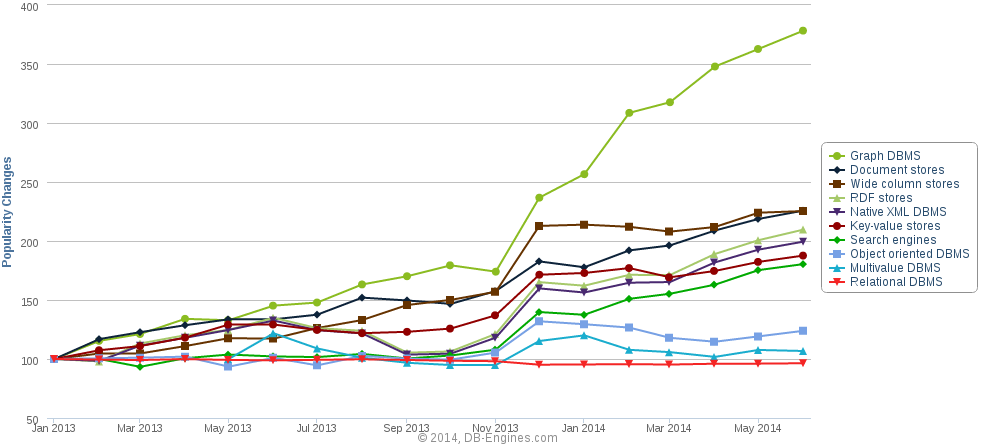 400
350
300
250
200
150
100
50
Popularity Changes
Jan 2013 Mar 2013 May 2013 Jul 2013 Sep 2013 Nov 2013 Jan 2014 Mar 2014 May 2014
© 2014, DB-Engines.com
Graph DBMS
Document stores
Wide column stores
RDF stores
Native XML DBMS
Key-value stores
Search engines
Object oriented DBMS
Multivalue DBMS
Relational DBMS